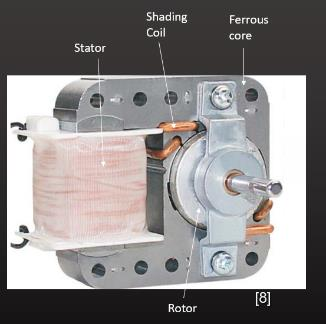 Shading
Coil
Ferrous
core
Stator
Rotor
[8]